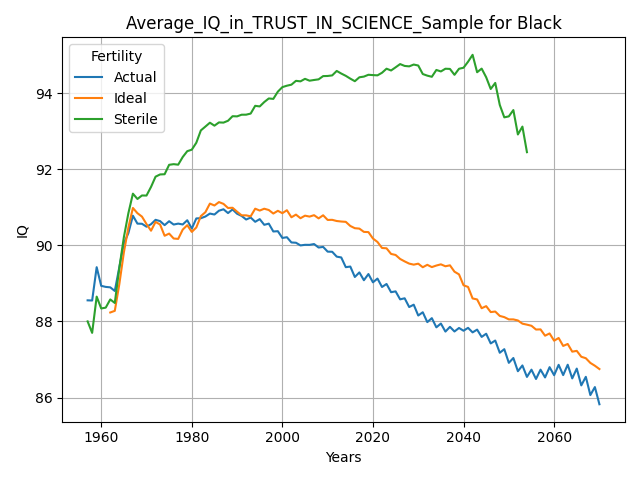 Average_IQ_in_TRUST_IN_SCIENCE_Sample for Black
Fertility
Actual
Ideal
Sterile
94
92
90
88
86
IQ
1960
1980
2000
2020
2040
2060
Years